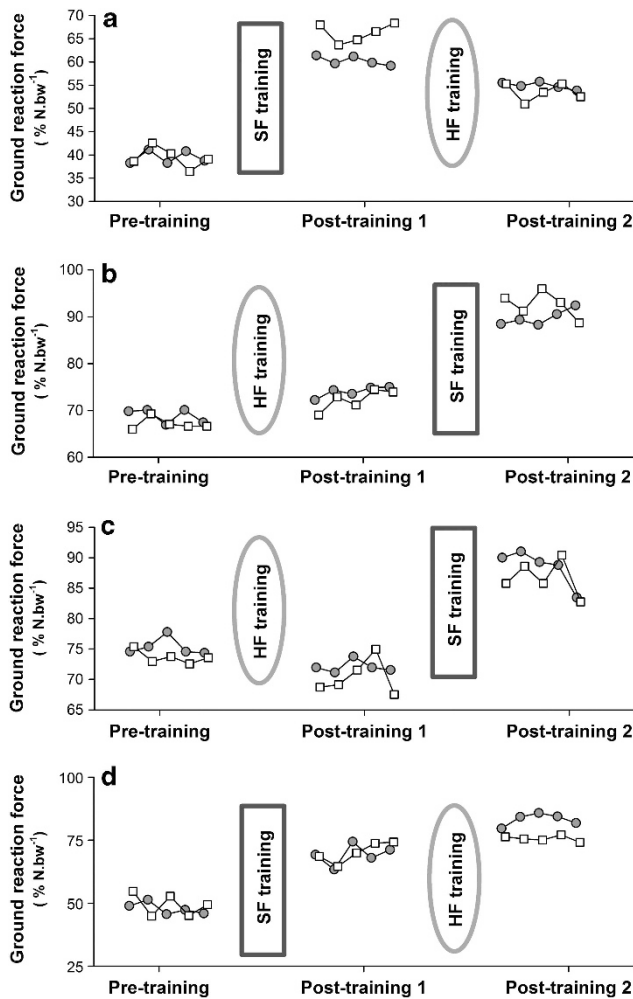 a
Ground reaction force
( % N.bw-1)
70
65
60
55
50
45
40
35
30
SF training
HF training
Pre-training Post-training 1 Post-training 2
b
Ground reaction force
( % N.bw-1)
100
90
80
70
60
HF training
SF training
Pre-training Post-training 1 Post-training 2
c
Ground reaction force
( % N.bw-1)
95
90
85
80
75
70
65
HF training
SF training
Pre-training Post-training 1 Post-training 2
d
Ground reaction force
( % N.bw-1)
100
75
50
25
SF training
HF training
Pre-training Post-training 1 Post-training 2